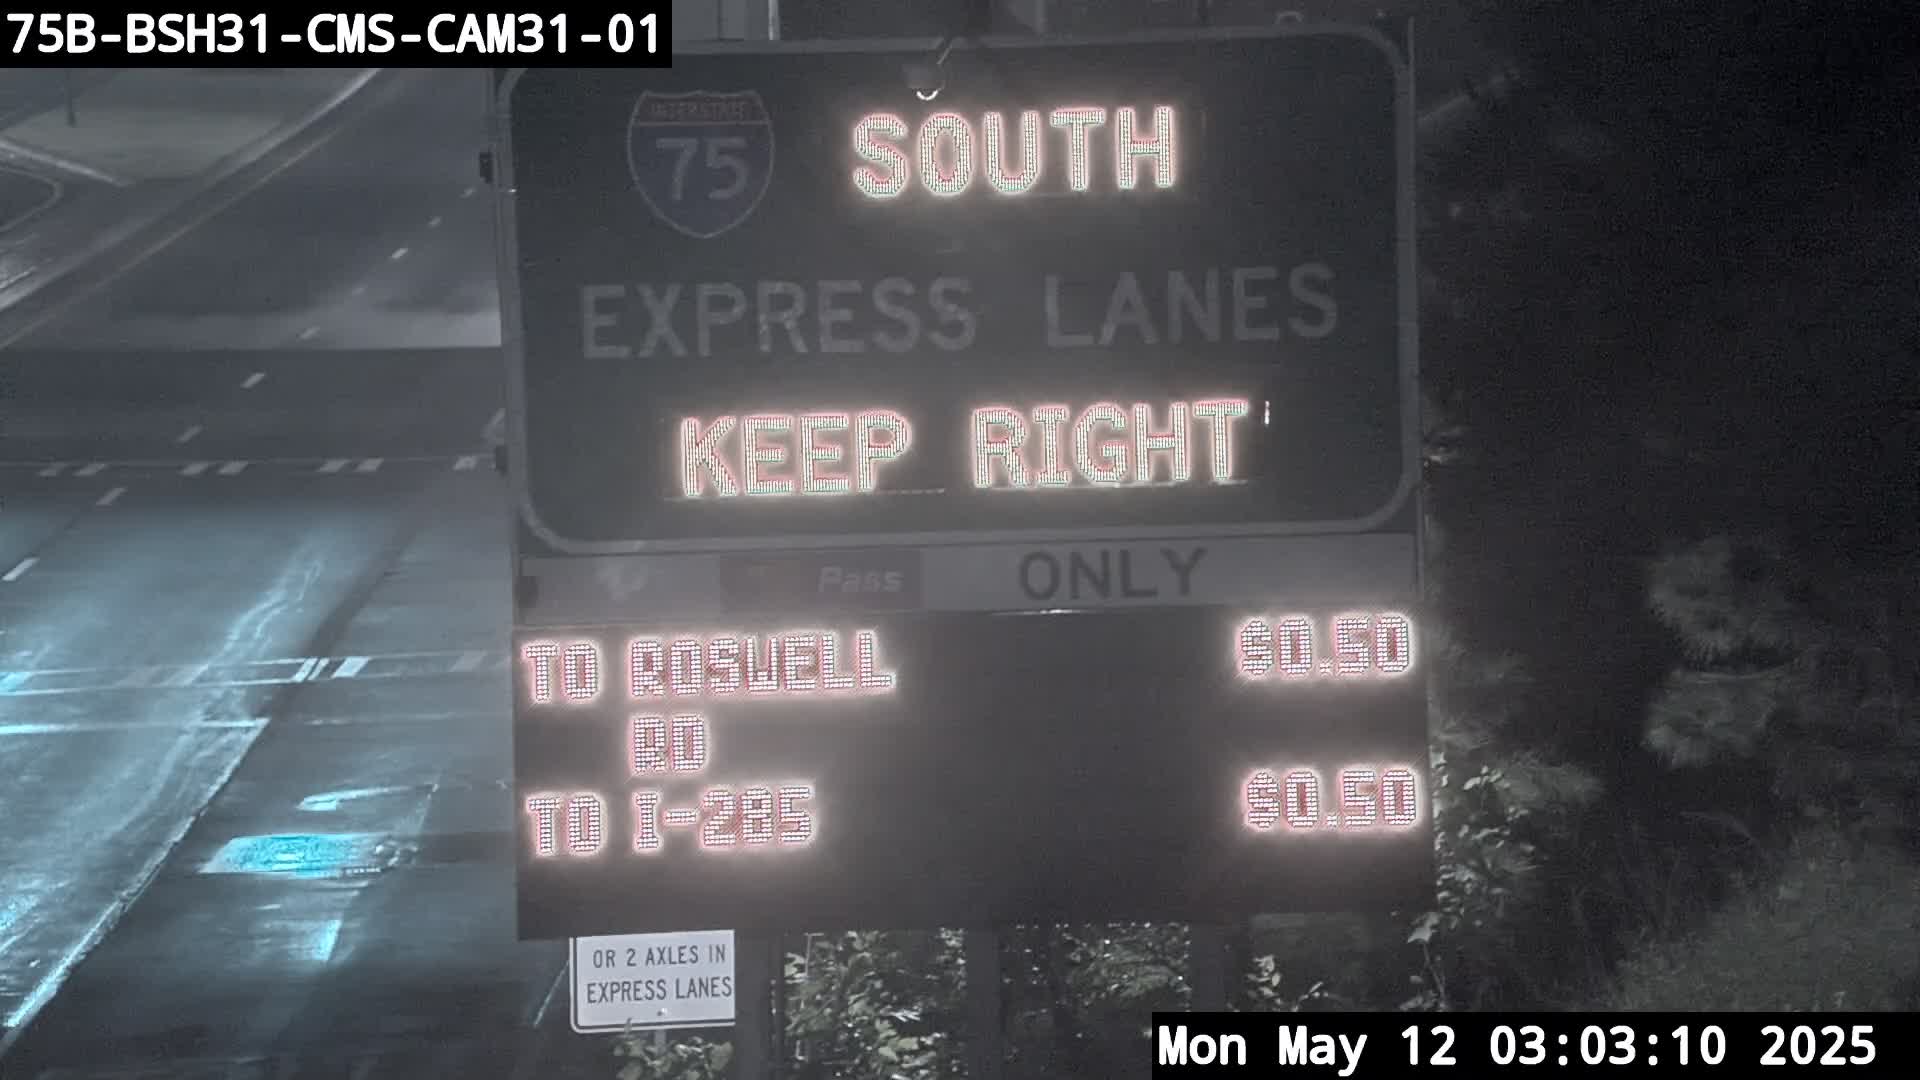 75B-BSH31-CMS-CAM31-01
INTERSTATE
75
SOUTH
EXPRESS LANES
KEEP RIGHT
Pass ONLY
TO ROSWELL $0.50
RD
TO I-285 $0.50
OR 2 AXLES IN
EXPRESS LANES
Mon May 12 03:03:10 2025